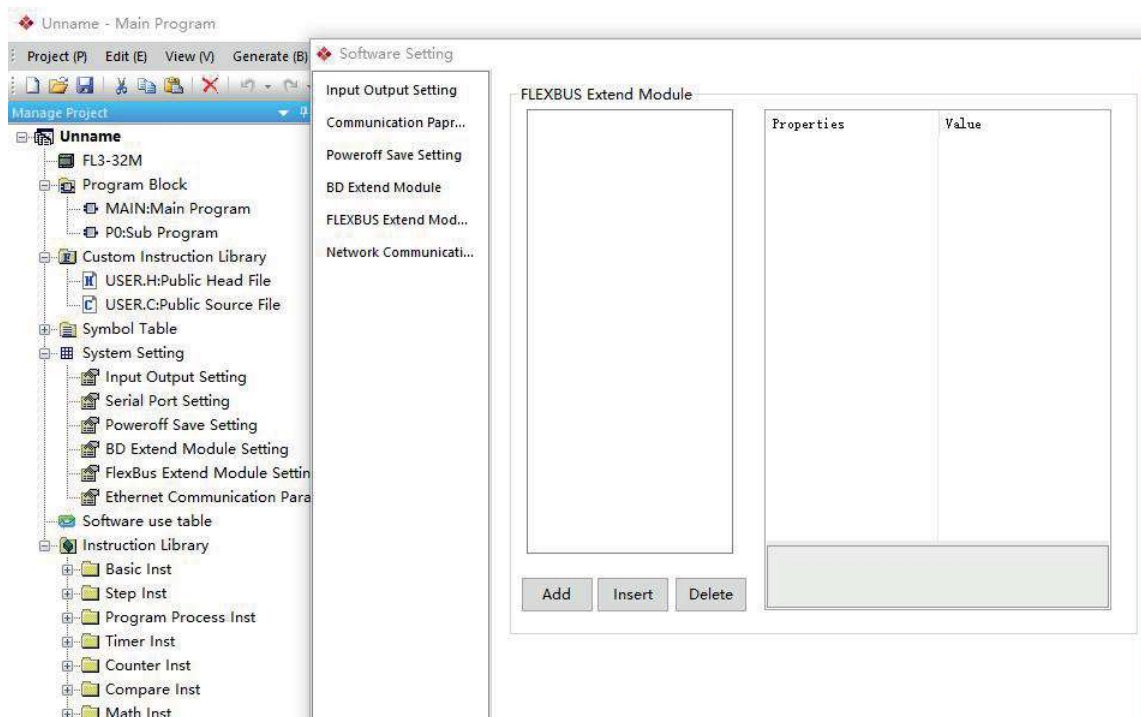 Unname - Main Program
Project (P) Edit (E) View (V) Generate (B)
Manage Project
Unname
FL3-32M
Program Block
MAIN:Main Program
P0:Sub Program
Custom Instruction Library
USER.H:Public Head File
USER.C:Public Source File
Symbol Table
System Setting
Input Output Setting
Serial Port Setting
Poweroff Save Setting
BD Extend Module Setting
FlexBus Extend Module Settin
Ethernet Communication Para
Software use table
Instruction Library
Basic Inst
Step Inst
Program Process Inst
Timer Inst
Counter Inst
Compare Inst
Math Inst
Software Setting
Input Output Setting
Communication Papr...
Poweroff Save Setting
BD Extend Module
FLEXBUS Extend Mod...
Network Communicati...
FLEXBUS Extend Module
Properties Value
Add Insert Delete